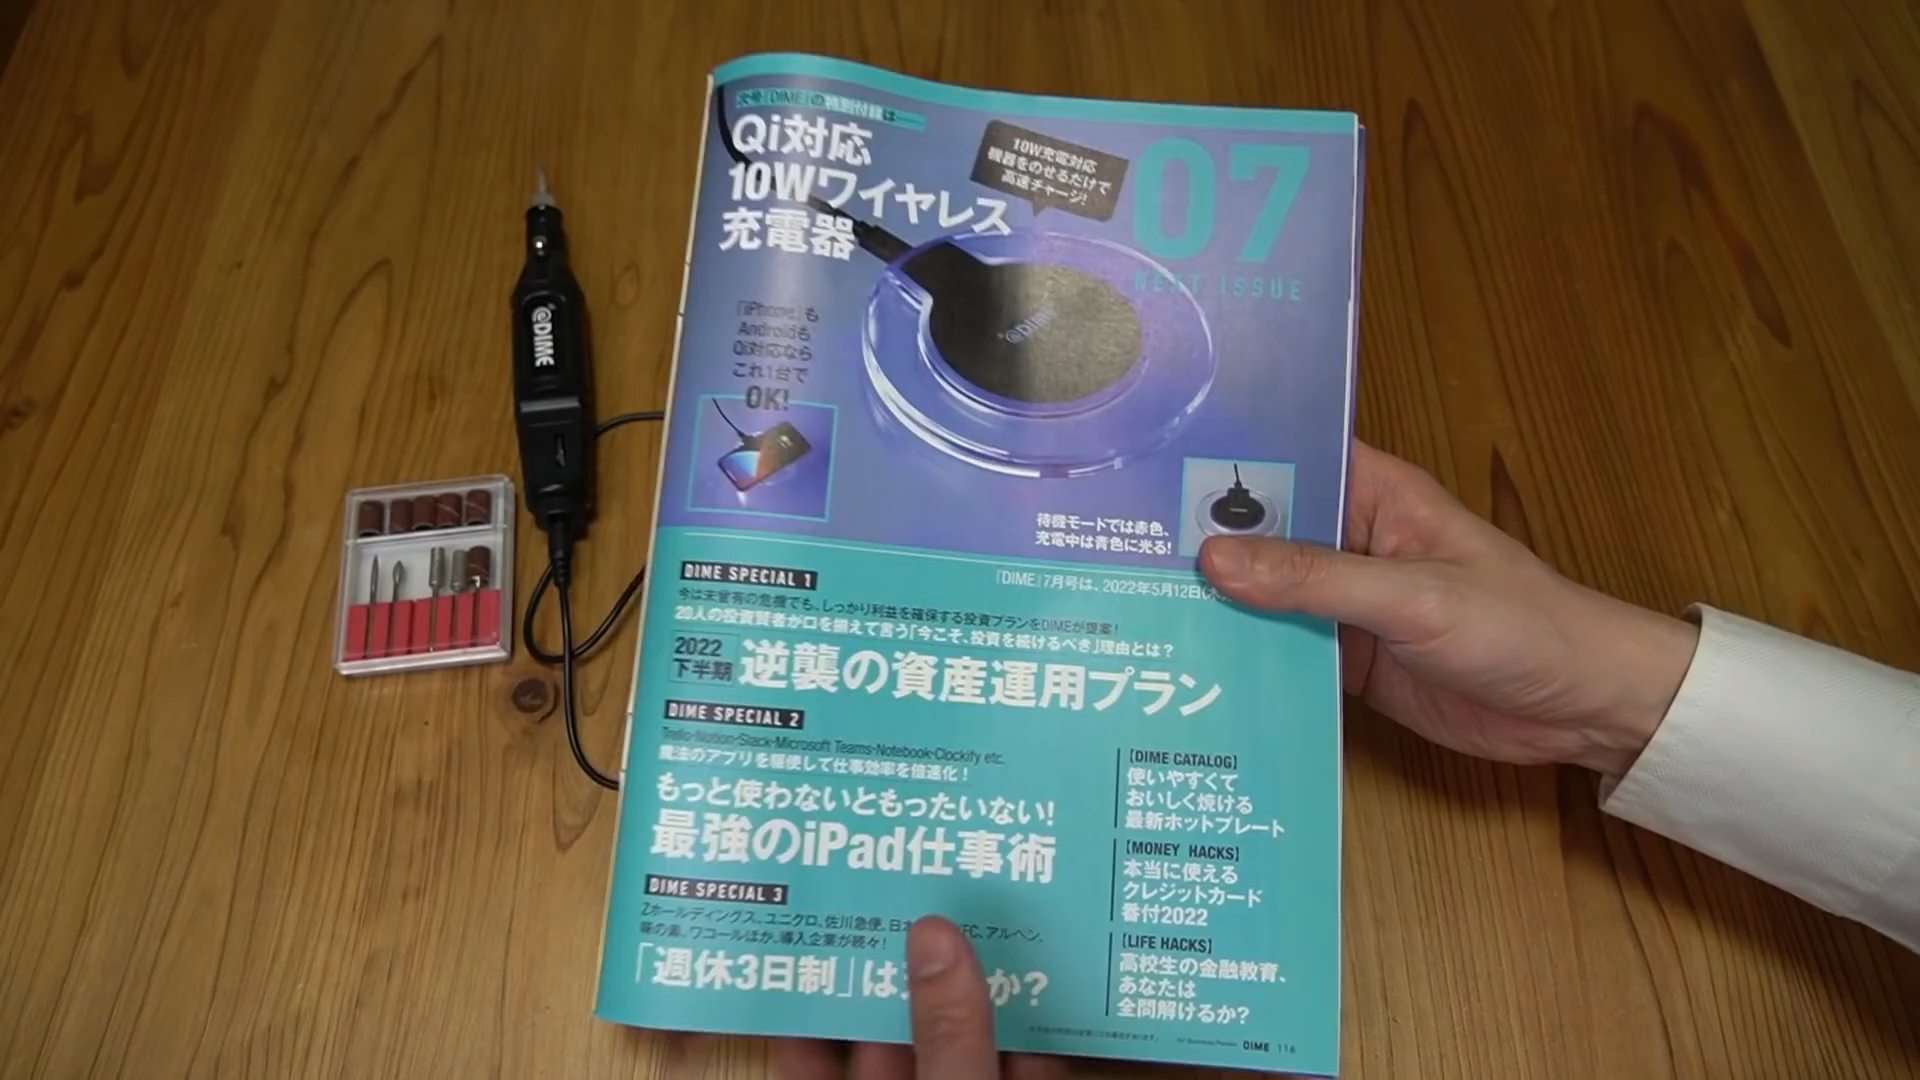 @DIME
次号「DIME」の特別付録は——
Qi対応
10Wワイヤレス
充電器
10W充電対応
機器をのせるだけで
高速チャージ!
07
NEXT ISSUE
「iPhone」も
Androidも
Qi対応なら
これ1台で
OK!
@DIME
待機モードでは赤色、
充電中は青色に光る!
「DIME」7月号は、2022年5月12日(木)
DIME SPECIAL 1
今は未曾有の危機でも、しっかり利益を確保する投資プランをDIMEが提案!
20人の投資賢者が口を揃えて言う「今こそ、投資を続けるべき」理由とは?
2022
下半期
逆襲の資産運用プラン
DIME SPECIAL 2
Trello・Notion・Slack・Microsoft Teams・Notebook・Clockify etc.
魔法のアプリを駆使して仕事効率を倍速化!
もっと使わないともったいない!
最強のiPad仕事術
DIME SPECIAL 3
Zホールディングス、ユニクロ、佐川急便、日本 FC、アルペン、
味の素、ワコールほか、導入企業が続々!
「週休3日制」は か?
【DIME CATALOG】
使いやすくて
おいしく焼ける
最新ホットプレート
【MONEY HACKS】
本当に使える
クレジットカード
番付2022
【LIFE HACKS】
高校生の金融教育、
あなたは
全問解けるか?
DIME 116